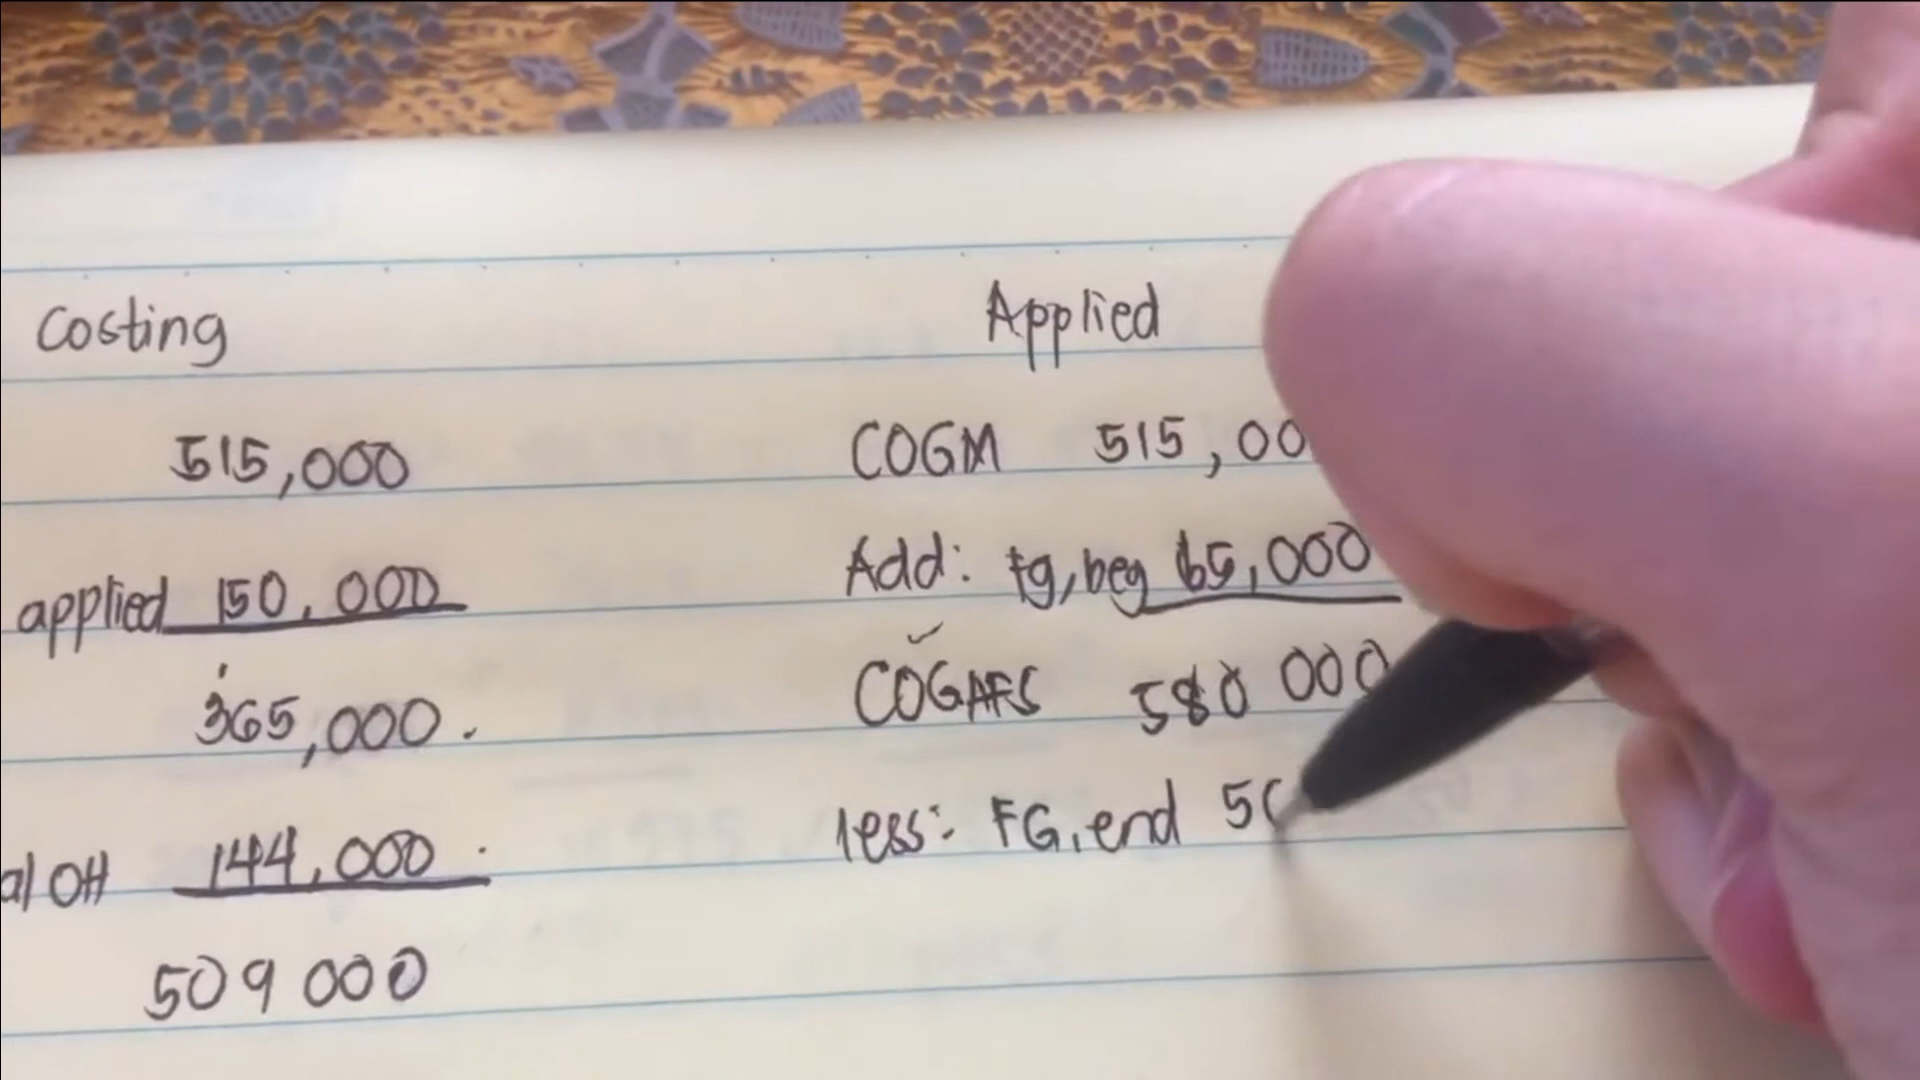 Costing
515,000
applied 150,000
365,000.
al OH 144,000.
509 000
Applied
COGM 515,00
Add: fg, beg 65,000
COGAFS 580 000
less: FG, end 50